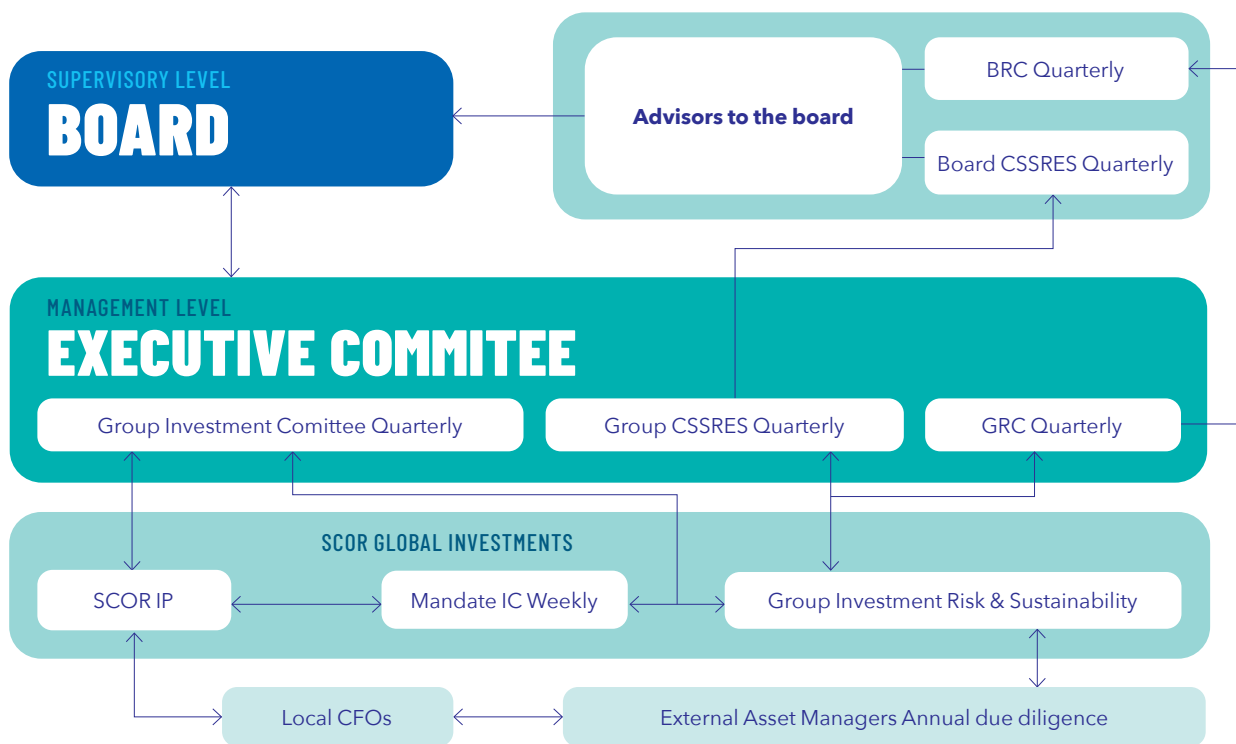 SUPERVISORY LEVEL
BOARD
Advisors to the board
BRC Quarterly
Board CSSRES Quarterly
MANAGEMENT LEVEL
EXECUTIVE COMMITEE
Group Investment Comittee Quarterly
Group CSSRES Quarterly
GRC Quarterly
SCOR GLOBAL INVESTMENTS
SCOR IP
Mandate IC Weekly
Group Investment Risk & Sustainability
Local CFOs
External Asset Managers Annual due diligence